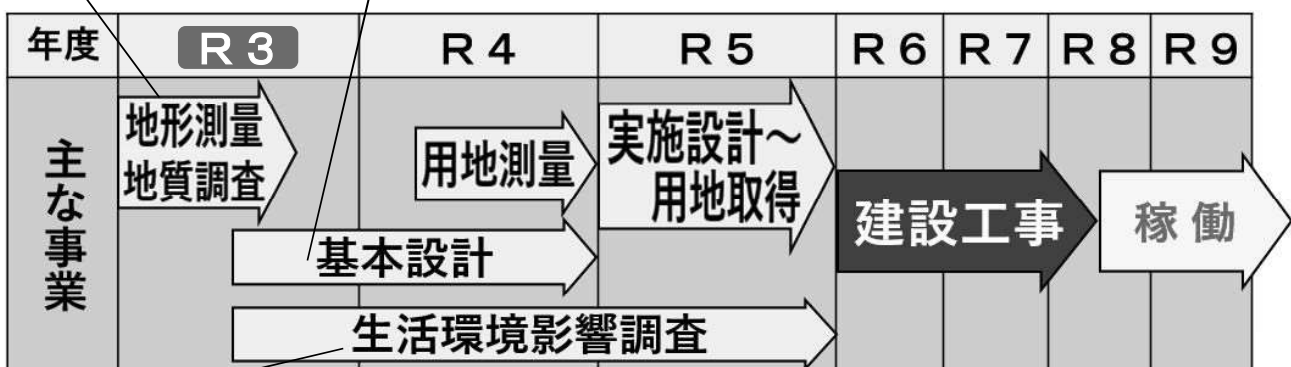 年度 R3 R4 R5 R6 R7 R8 R9
主な事業
地形測量
地質調査
用地測量
実施設計～
用地取得
基本設計
生活環境影響調査
建設工事
稼働